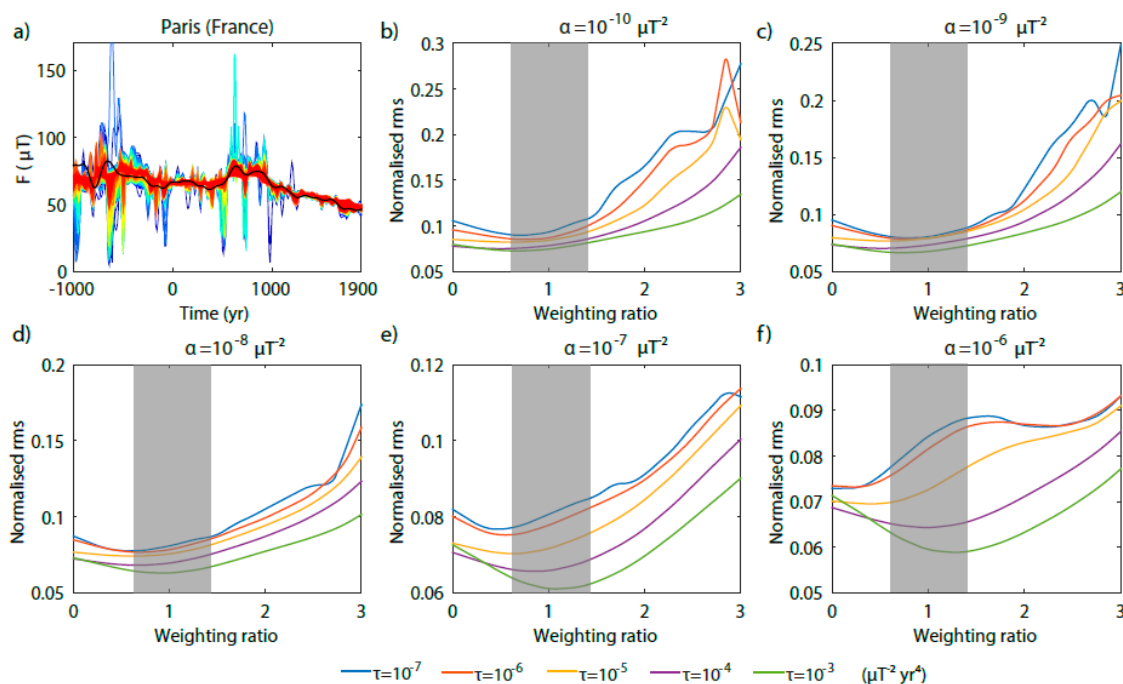 a) Paris (France)
F ( μT)
150
100
50
0
-1000 0 1000 1900
Time (yr)
b) α=10⁻¹⁰ μT⁻²
Normalised rms
0.3
0.25
0.2
0.15
0.1
0.05
0 1 2 3
Weighting ratio
c) α=10⁻⁹ μT⁻²
Normalised rms
0.25
0.2
0.15
0.1
0.05
0 1 2 3
Weighting ratio
d) α=10⁻⁸ μT⁻²
Normalised rms
0.2
0.15
0.1
0.05
0 1 2 3
Weighting ratio
e) α=10⁻⁷ μT⁻²
Normalised rms
0.12
0.1
0.08
0.06
0 1 2 3
Weighting ratio
f) α=10⁻⁶ μT⁻²
Normalised rms
0.1
0.09
0.08
0.07
0.06
0.05
0 1 2 3
Weighting ratio
τ=10⁻⁷ τ=10⁻⁶ τ=10⁻⁵ τ=10⁻⁴ τ=10⁻³ (μT⁻² yr⁴)